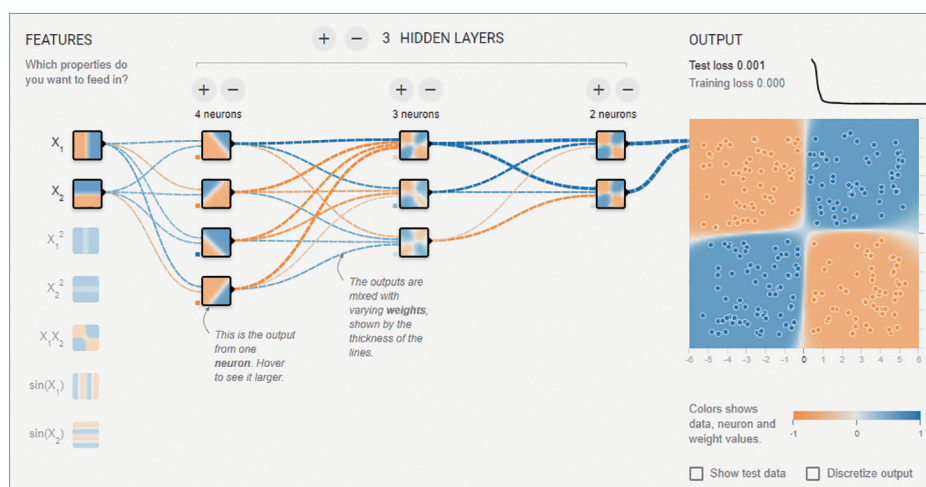 FEATURES
Which properties do
you want to feed in?
X1
X2
X1²
X2²
X1X2
sin(X1)
sin(X2)
+ − 3 HIDDEN LAYERS
+ −
4 neurons
+ −
3 neurons
+ −
2 neurons
This is the output
from one
neuron. Hover
to see it larger.
The outputs are
mixed with
varying weights,
shown by the
thickness of the
lines.
OUTPUT
Test loss 0.001
Training loss 0.000
-6 -5 -4 -3 -2 -1 0 1 2 3 4 5 6
Colors shows
data, neuron and
weight values.
-1 0 1
Show test data
Discretize output